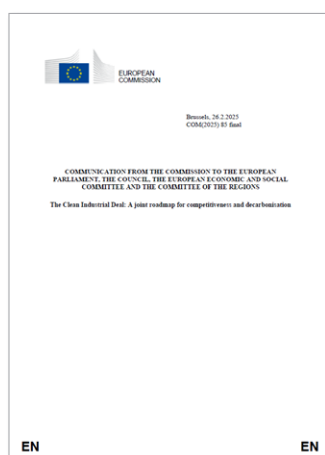 EUROPEAN
COMMISSION
Brussels, 26.2.2025
COM(2025) 85 final
COMMUNICATION FROM THE COMMISSION TO THE EUROPEAN
PARLIAMENT, THE COUNCIL, THE EUROPEAN ECONOMIC AND SOCIAL
COMMITTEE AND THE COMMITTEE OF THE REGIONS
The Clean Industrial Deal: A joint roadmap for competitiveness and decarbonisation
EN EN